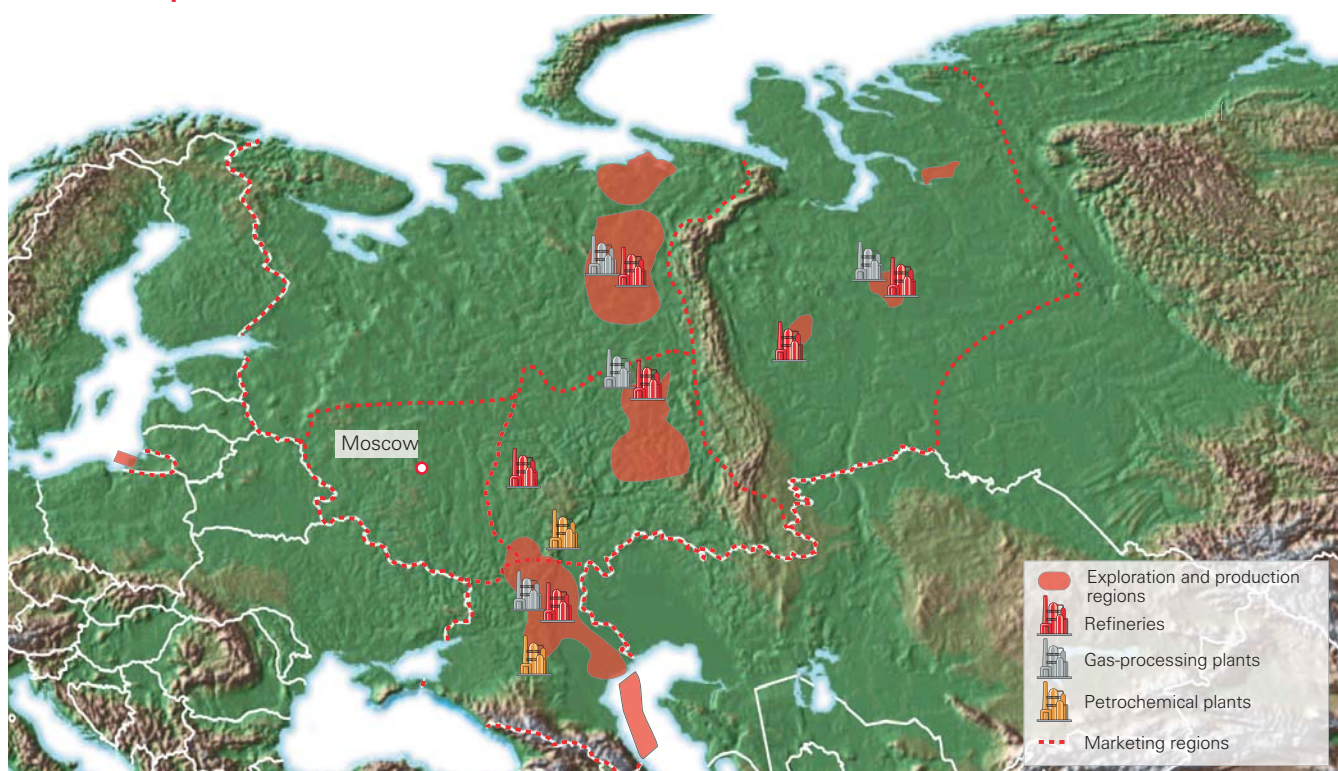 Moscow
Exploration and production
regions
Refineries
Gas-processing plants
Petrochemical plants
Marketing regions